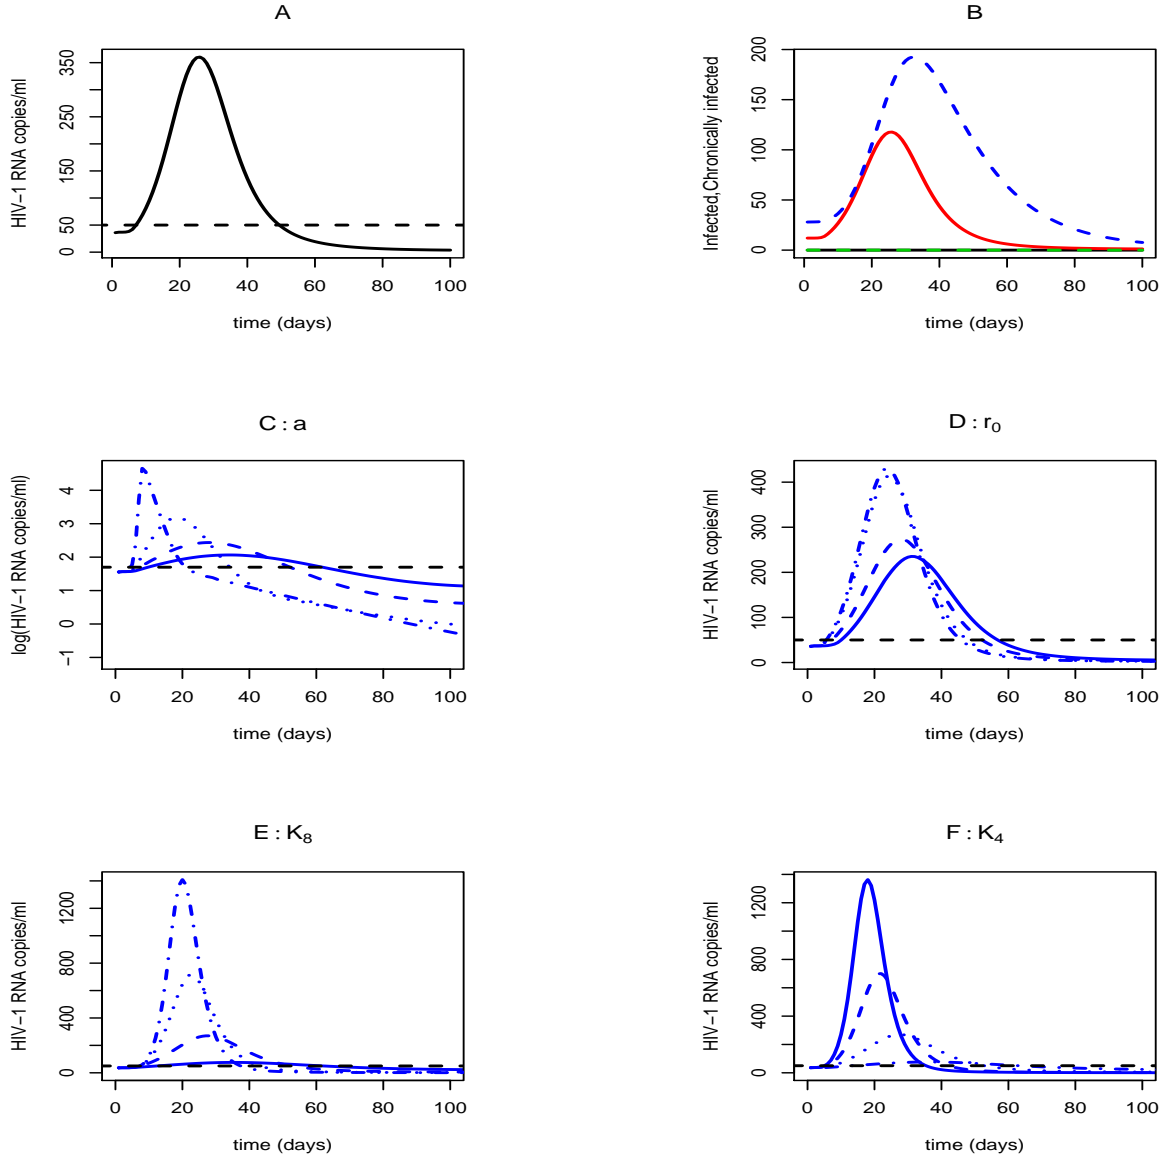 A
HIV−1 RNA copies/ml
350
250
150
50
0
0 20 40 60 80 100
time (days)
B
Infected,Chronically infected
200
150
100
50
0
0 20 40 60 80 100
time (days)
C : a
log(HIV−1 RNA copies/ml)
4
3
2
1
0
−1
0 20 40 60 80 100
time (days)
D : r₀
HIV−1 RNA copies/ml
400
300
200
100
0
0 20 40 60 80 100
time (days)
E : K₈
HIV−1 RNA copies/ml
1200
800
400
0
0 20 40 60 80 100
time (days)
F : K₄
HIV−1 RNA copies/ml
1200
800
400
0
0 20 40 60 80 100
time (days)